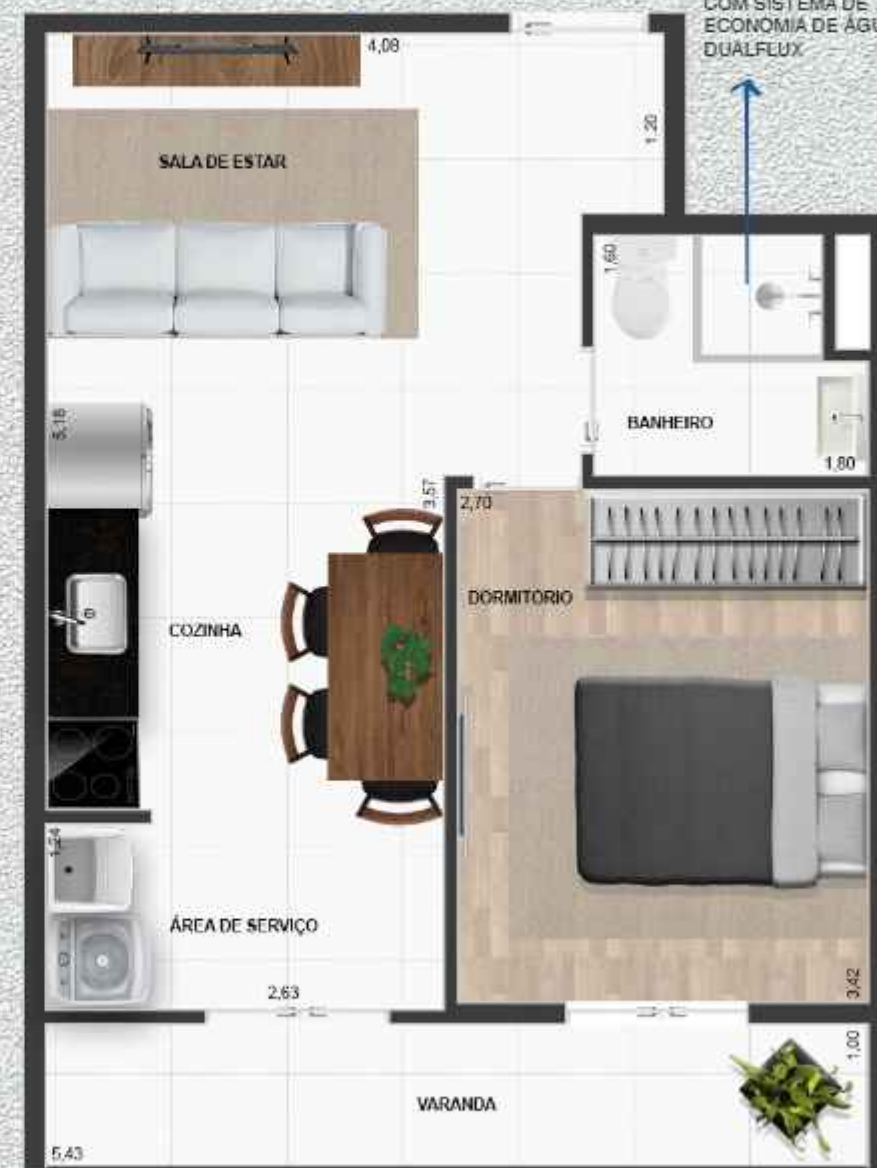 COM SISTEMA DE
ECONOMIA DE ÁGU
DUALFLUX
4,08
1,20
SALA DE ESTAR
1,60
5,18
BANHEIRO
1,80
3,57
2,70
DORMITÓRIO
COZINHA
1,24
ÁREA DE SERVIÇO
2,63
3,42
1,00
VARANDA
5,43